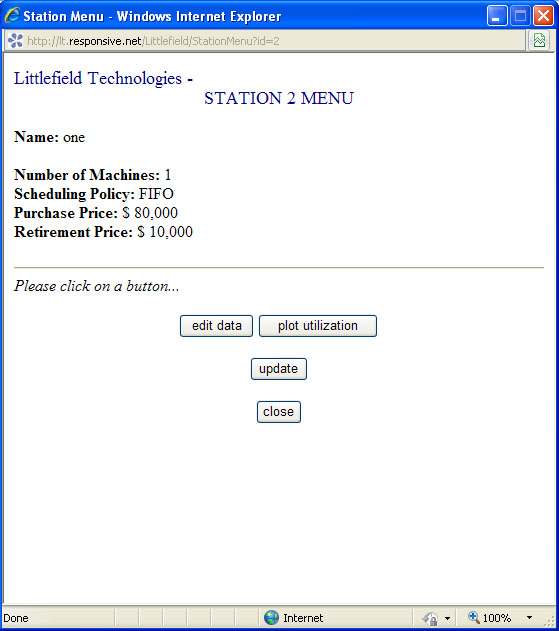 Station Menu - Windows Internet Explorer
http://lt.responsive.net/Littlefield/StationMenu?id=2
Littlefield Technologies -
STATION 2 MENU
Name: one
Number of Machines: 1
Scheduling Policy: FIFO
Purchase Price: $ 80,000
Retirement Price: $ 10,000
Please click on a button...
edit data plot utilization
update
close
Done Internet 100%